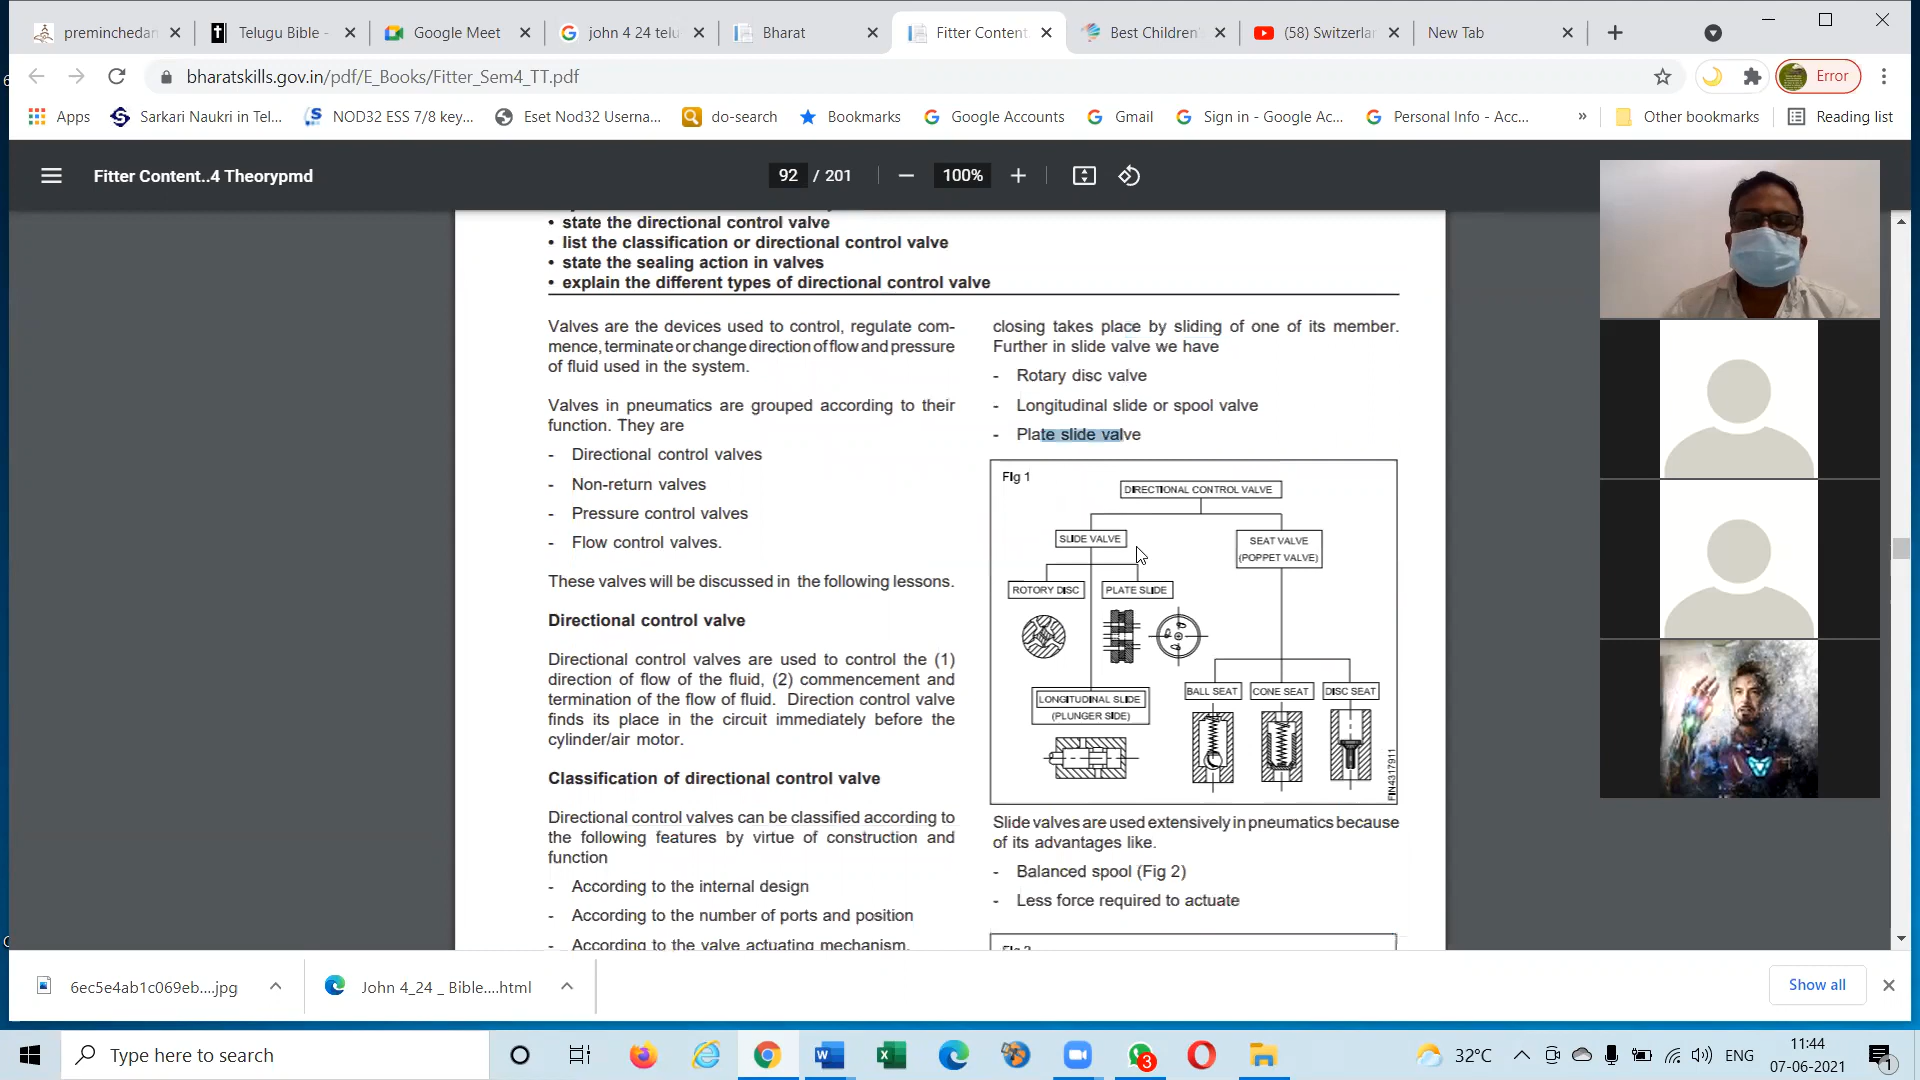 preminchedan
Telugu Bible -
Google Meet
john 4 24 telu
Bharat
Fitter Content.
Best Children'
(58) Switzerlan
New Tab
bharatskills.gov.in/pdf/E_Books/Fitter_Sem4_TT.pdf
Error
Apps
Sarkari Naukri in Tel...
NOD32 ESS 7/8 key...
Eset Nod32 Userna...
do-search
Bookmarks
Google Accounts
Gmail
Sign in - Google Ac...
Personal Info - Acc...
»
Other bookmarks
Reading list
Fitter Content..4 Theorypmd
92 / 201
100%
• state the directional control valve
• list the classification or directional control valve
• state the sealing action in valves
• explain the different types of directional control valve
Valves are the devices used to control, regulate com-
mence, terminate or change direction of flow and pressure
of fluid used in the system.
Valves in pneumatics are grouped according to their
function. They are
- Directional control valves
- Non-return valves
- Pressure control valves
- Flow control valves.
These valves will be discussed in the following lessons.
Directional control valve
Directional control valves are used to control the (1)
direction of flow of the fluid, (2) commencement and
termination of the flow of fluid. Direction control valve
finds its place in the circuit immediately before the
cylinder/air motor.
Classification of directional control valve
Directional control valves can be classified according to
the following features by virtue of construction and
function
- According to the internal design
- According to the number of ports and position
- According to the valve actuating mechanism.
closing takes place by sliding of one of its member.
Further in slide valve we have
- Rotary disc valve
- Longitudinal slide or spool valve
- Plate slide valve
Fig 1
DIRECTIONAL CONTROL VALVE
SLIDE VALVE
SEAT VALVE
(POPPET VALVE)
ROTORY DISC
PLATE SLIDE
LONGITUDINAL SLIDE
(PLUNGER SIDE)
BALL SEAT
CONE SEAT
DISC SEAT
FIN4317911
Slide valves are used extensively in pneumatics because
of its advantages like.
- Balanced spool (Fig 2)
- Less force required to actuate
6ec5e4ab1c069eb....jpg
John 4_24 _ Bible....html
Show all
Type here to search
3
32°C
ENG
11:44
07-06-2021
1